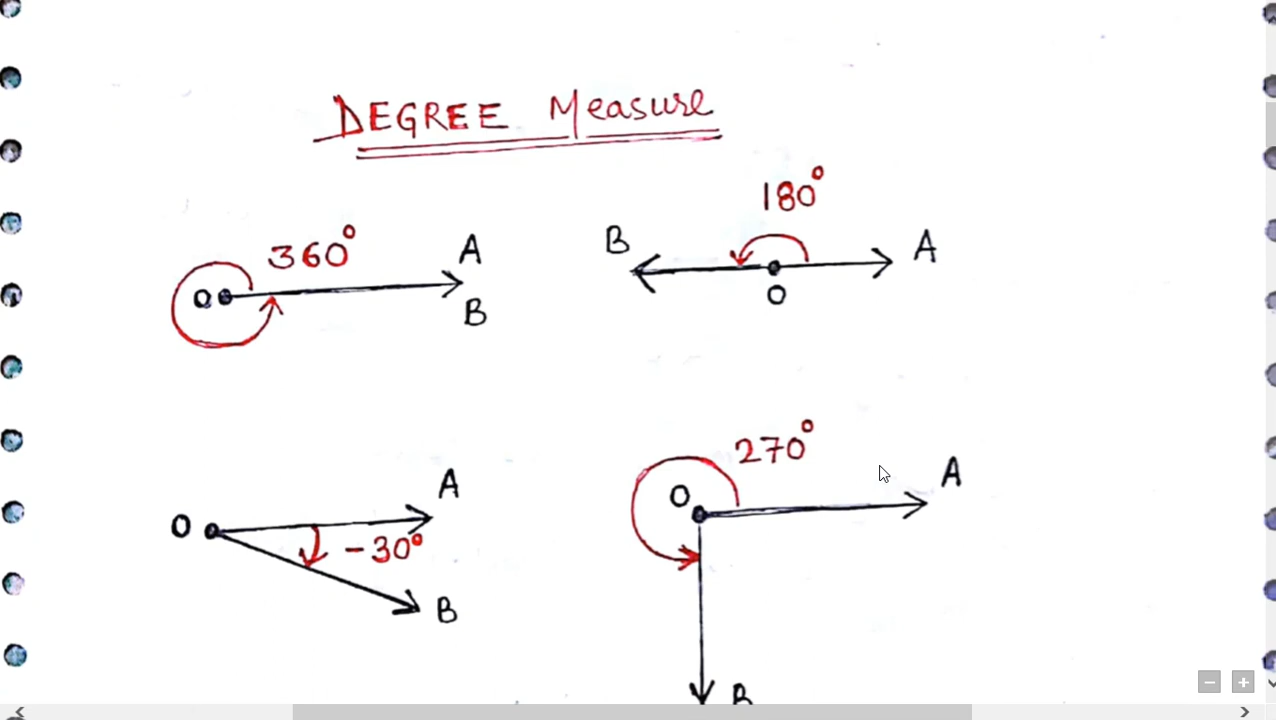 DEGREE Measure
180°
360° A
B A
O
B O
270°
A A
O O
-30°
B
B